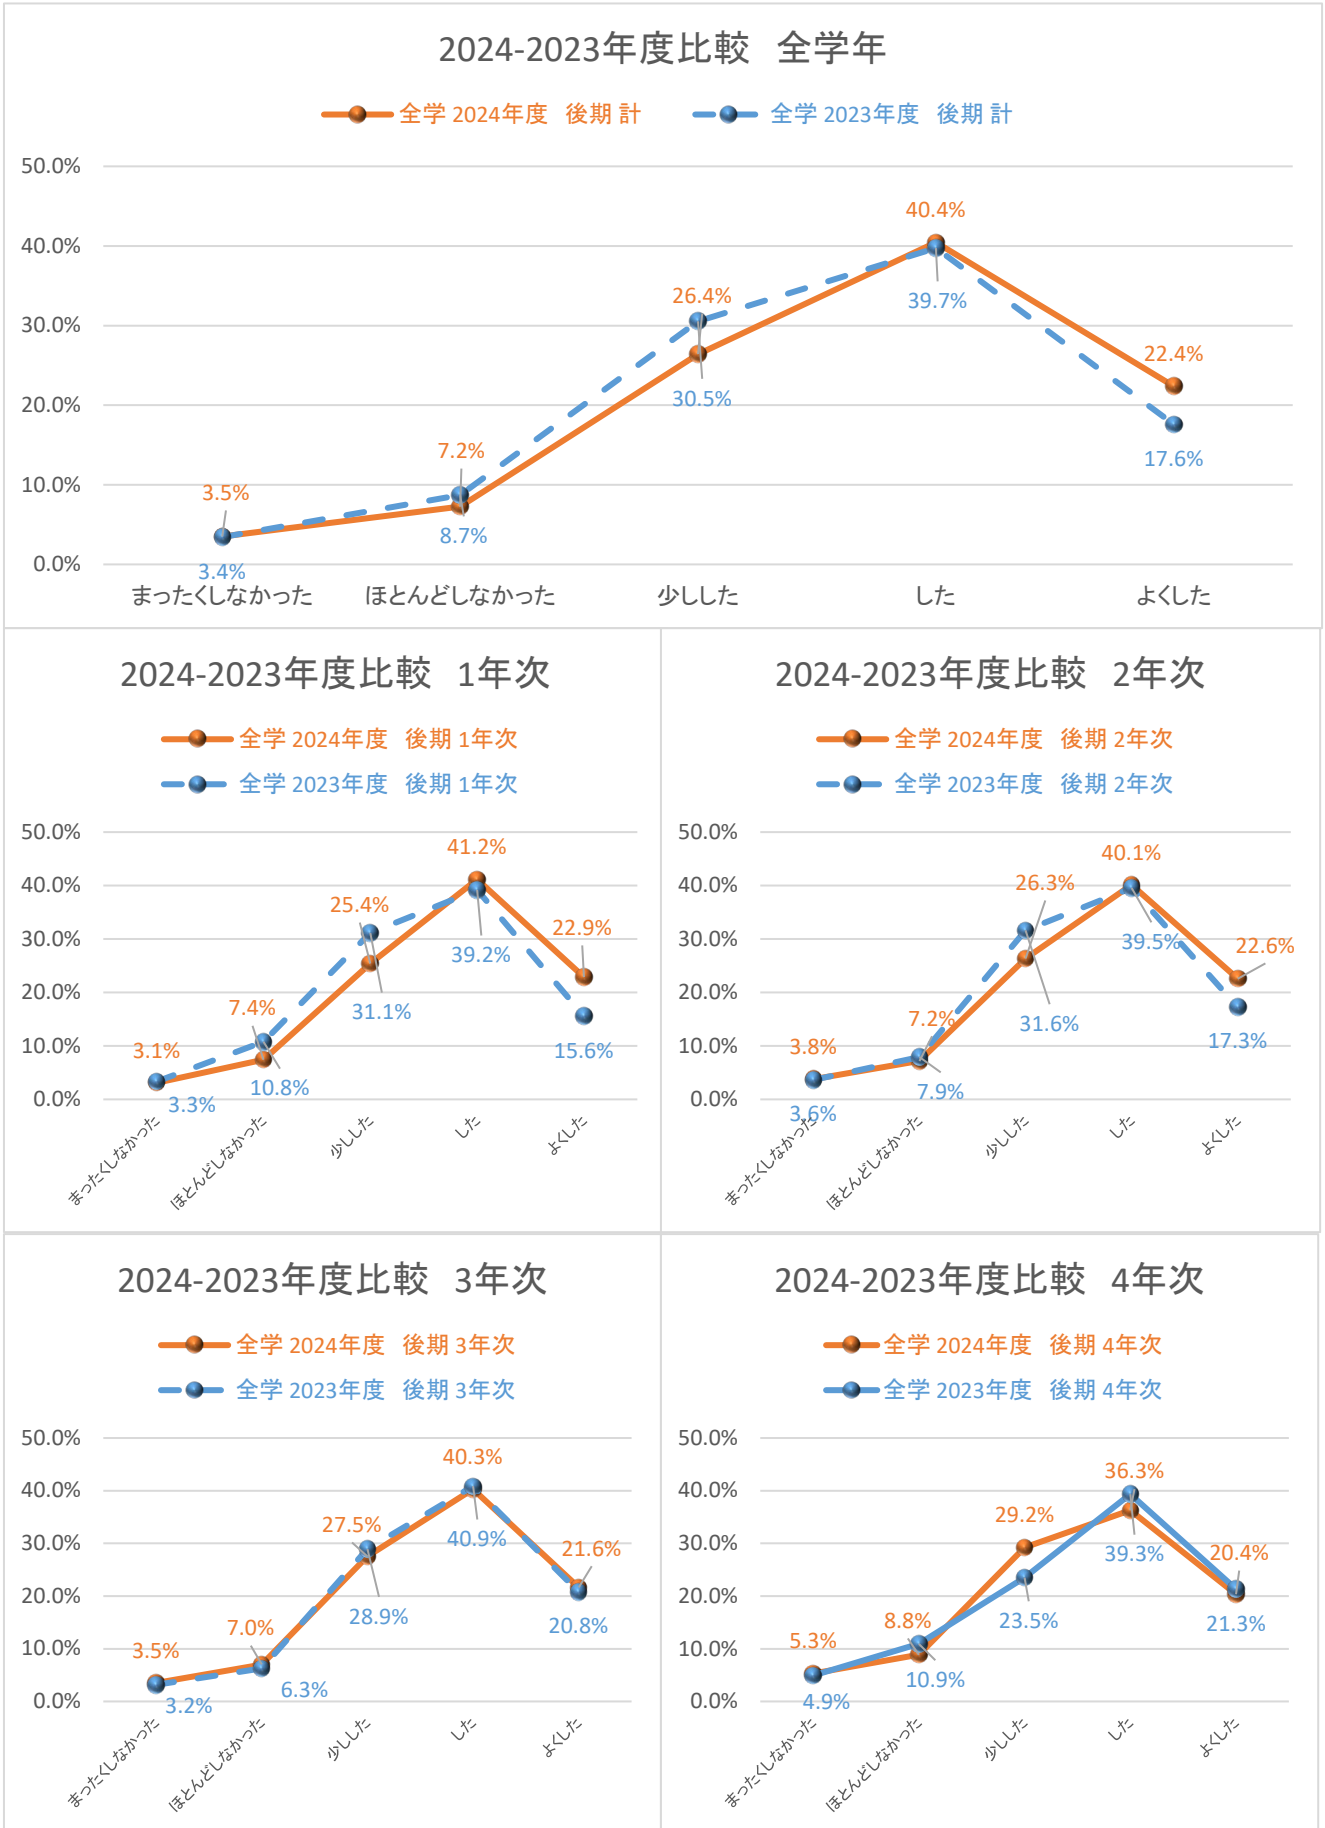 2024-2023年度比較　全学年
全学 2024年度　後期 計
全学 2023年度　後期 計
50.0%
40.0%
30.0%
20.0%
10.0%
0.0%
3.5%
7.2%
26.4%
40.4%
22.4%
3.4%
8.7%
30.5%
39.7%
17.6%
まったくしなかった
ほとんどしなかった
少しした
した
よくした
2024-2023年度比較　1年次
全学 2024年度　後期 1年次
全学 2023年度　後期 1年次
50.0%
40.0%
30.0%
20.0%
10.0%
0.0%
3.1%
7.4%
25.4%
41.2%
22.9%
3.3%
10.8%
31.1%
39.2%
15.6%
まったくしなかった
ほとんどしなかった
少しした
した
よくした
2024-2023年度比較　2年次
全学 2024年度　後期 2年次
全学 2023年度　後期 2年次
50.0%
40.0%
30.0%
20.0%
10.0%
0.0%
3.8%
7.2%
26.3%
40.1%
22.6%
3.6%
7.9%
31.6%
39.5%
17.3%
まったくしなかった
ほとんどしなかった
少しした
した
よくした
2024-2023年度比較　3年次
全学 2024年度　後期 3年次
全学 2023年度　後期 3年次
50.0%
40.0%
30.0%
20.0%
10.0%
0.0%
3.5%
7.0%
27.5%
40.3%
21.6%
3.2%
6.3%
28.9%
40.9%
20.8%
まったくしなかった
ほとんどしなかった
少しした
した
よくした
2024-2023年度比較　4年次
全学 2024年度　後期 4年次
全学 2023年度　後期 4年次
50.0%
40.0%
30.0%
20.0%
10.0%
0.0%
5.3%
8.8%
29.2%
36.3%
20.4%
4.9%
10.9%
23.5%
39.3%
21.3%
まったくしなかった
ほとんどしなかった
少しした
した
よくした